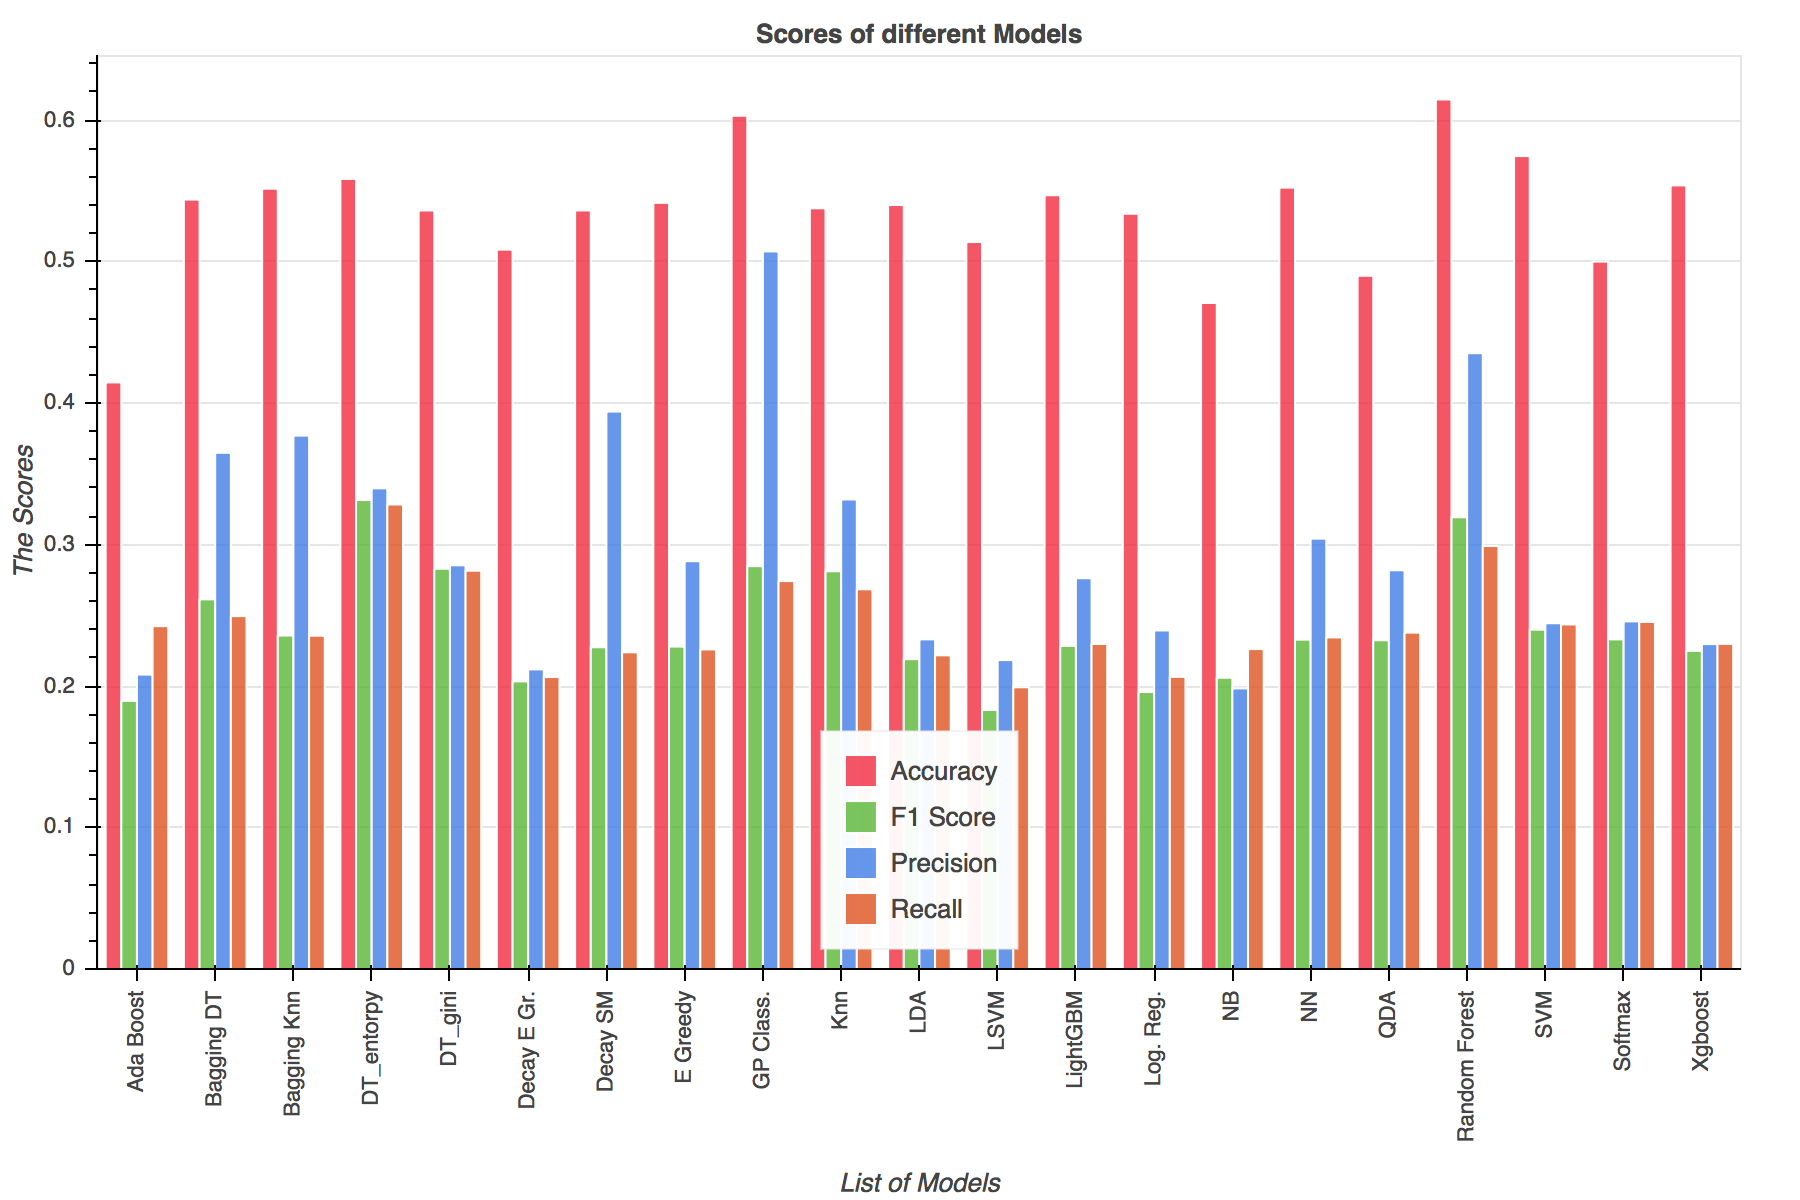 Scores of different Models
The Scores
0.6
0.5
0.4
0.3
0.2
0.1
0
Accuracy
F1 Score
Precision
Recall
Ada Boost
Bagging DT
Bagging Knn
DT_entorpy
DT_gini
Decay E Gr.
Decay SM
E Greedy
GP Class.
Knn
LDA
LSVM
LightGBM
Log. Reg.
NB
NN
QDA
Random Forest
SVM
Softmax
Xgboost
List of Models